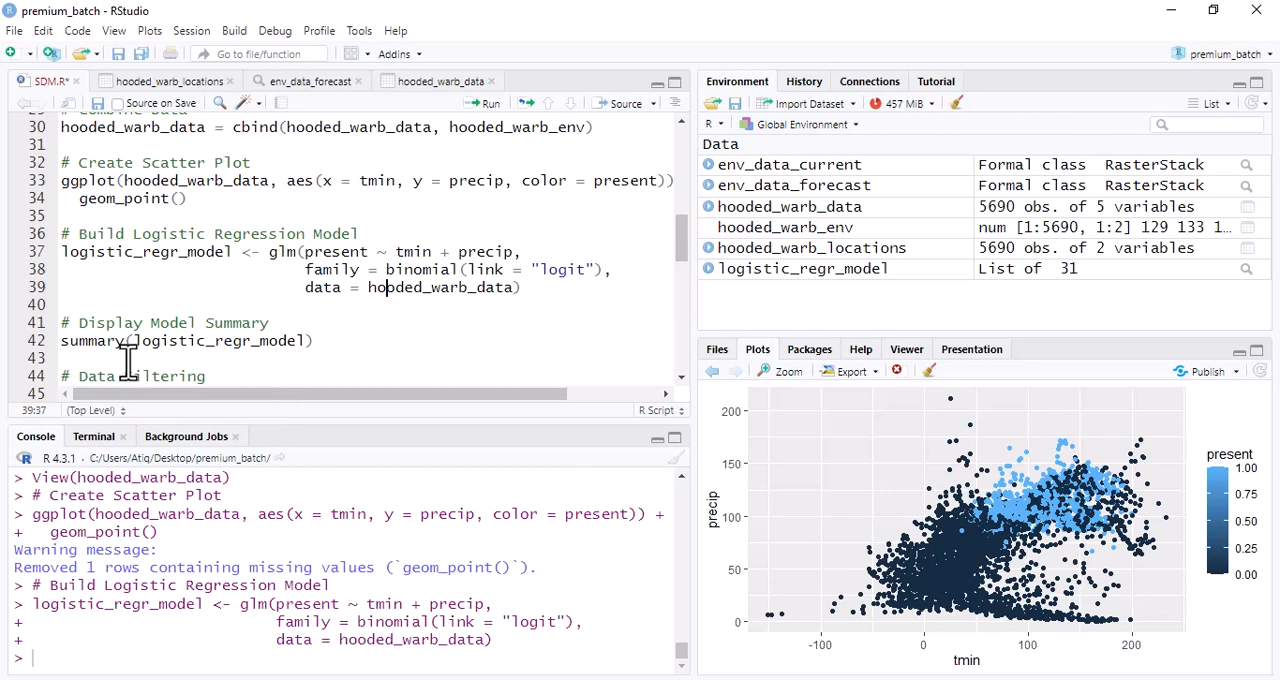 premium_batch - RStudio
File Edit Code View Plots Session Build Debug Profile Tools Help
Go to file/function Addins premium_batch
SDM.R* hooded_warb_locations env_data_forecast hooded_warb_data
Source on Save Run Source
30 hooded_warb_data = cbind(hooded_warb_data, hooded_warb_env)
31
32 # Create Scatter Plot
33 ggplot(hooded_warb_data, aes(x = tmin, y = precip, color = present))
34 geom_point()
35
36 # Build Logistic Regression Model
37 logistic_regr_model <- glm(present ~ tmin + precip,
38 family = binomial(link = "logit"),
39 data = hooded_warb_data)
40
41 # Display Model Summary
42 summary(logistic_regr_model)
43
44 # Data Filtering
45
39:37 (Top Level) R Script
Console Terminal Background Jobs
R 4.3.1 · C:/Users/Atiq/Desktop/premium_batch/
> View(hooded_warb_data)
> # Create Scatter Plot
> ggplot(hooded_warb_data, aes(x = tmin, y = precip, color = present)) +
+ geom_point()
Warning message:
Removed 1 rows containing missing values (`geom_point()`).
> # Build Logistic Regression Model
> logistic_regr_model <- glm(present ~ tmin + precip,
+ family = binomial(link = "logit"),
+ data = hooded_warb_data)
>
Environment History Connections Tutorial
Import Dataset 457 MiB List
R Global Environment
Data
env_data_current Formal class RasterStack
env_data_forecast Formal class RasterStack
hooded_warb_data 5690 obs. of 5 variables
hooded_warb_env num [1:5690, 1:2] 129 133 1...
hooded_warb_locations 5690 obs. of 2 variables
logistic_regr_model List of 31
Files Plots Packages Help Viewer Presentation
Zoom Export Publish
precip
200
150
100
50
0
-100 0 100 200
tmin
present
1.00
0.75
0.50
0.25
0.00